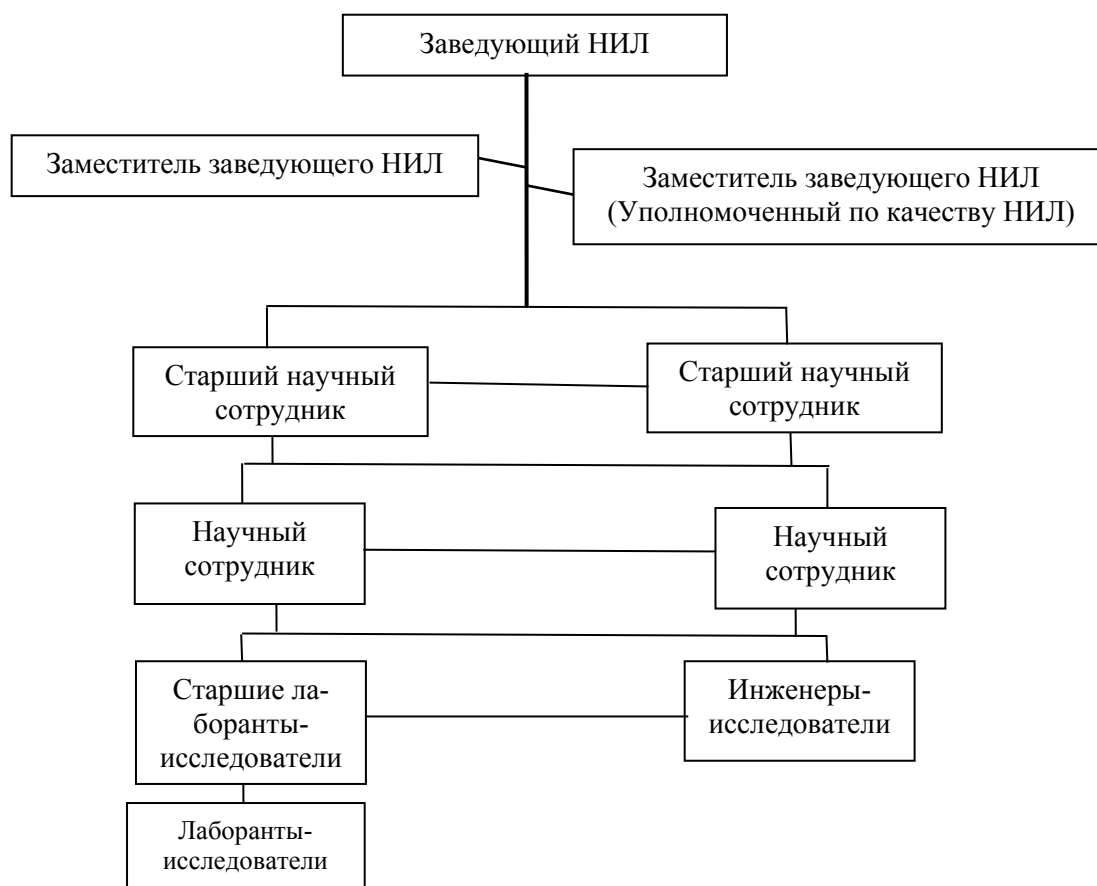 Заведующий НИЛ
Заместитель заведующего НИЛ
Заместитель заведующего НИЛ
(Уполномоченный по качеству НИЛ)
Старший научный
сотрудник
Старший научный
сотрудник
Научный
сотрудник
Научный
сотрудник
Старшие ла-
боранты-
исследователи
Инженеры-
исследователи
Лаборанты-
исследователи